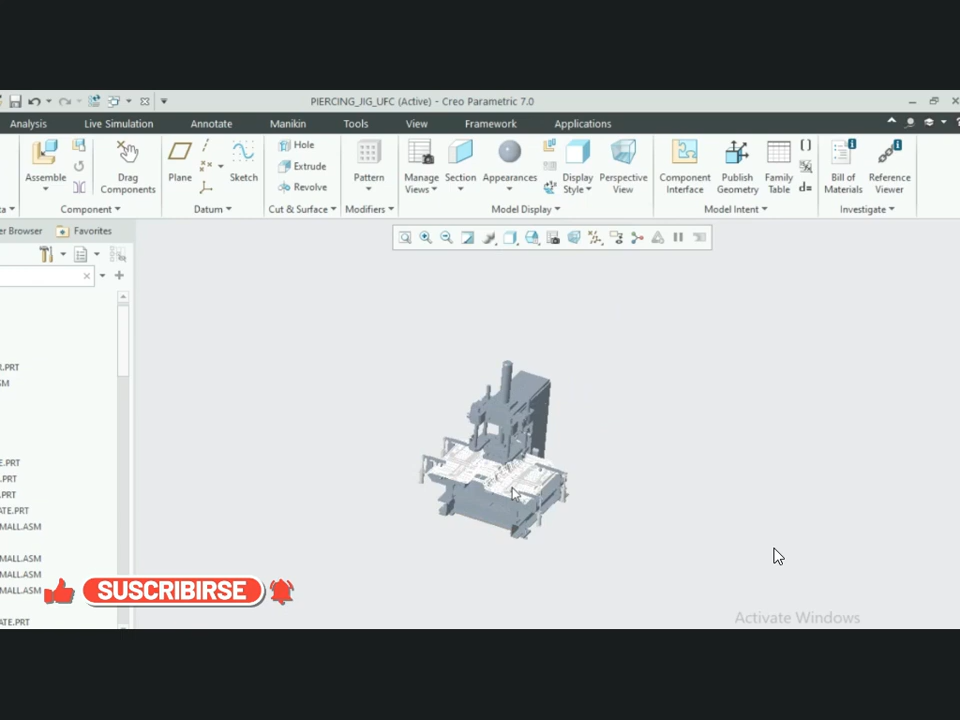 PIERCING_JIG_UFC (Active) - Creo Parametric 7.0
Analysis Live Simulation Annotate Manikin Tools View Framework Applications
Assemble
Drag Components
Component
Plane
Sketch
Datum
Hole
Extrude
Revolve
Cut & Surface
Pattern
Modifiers
Manage Views
Section
Appearances
Display Style
Perspective View
Model Display
Component Interface
Publish Geometry
Family Table
d=
Model Intent
Bill of Materials
Reference Viewer
Investigate
er Browser Favorites
.PRT
SM
E.PRT
.PRT
.PRT
ATE.PRT
MALL.ASM
MALL.ASM
MALL.ASM
MALL.ASM
ATE.PRT
SUSCRIBIRSE
Activate Windows